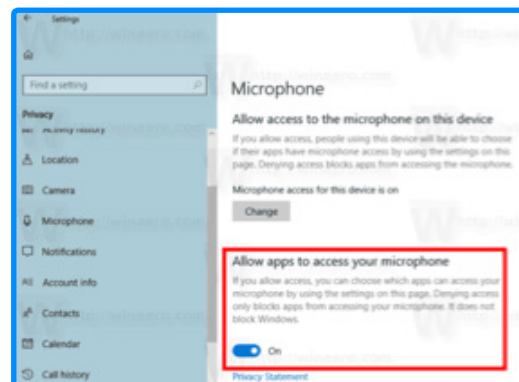 Settings
Find a setting
Privacy
Activity history
Location
Camera
Microphone
Notifications
Account info
Contacts
Calendar
Call history
Microphone
Allow access to the microphone on this device
If you allow access, people using this device will be able to choose
if their apps have microphone access by using the settings on this
page. Denying access blocks apps from accessing the microphone.
Microphone access for this device is on
Change
Allow apps to access your microphone
If you allow access, you can choose which apps can access your
microphone by using the settings on this page. Denying access
only blocks apps from accessing your microphone. It does not
block Windows.
On
Privacy Statement